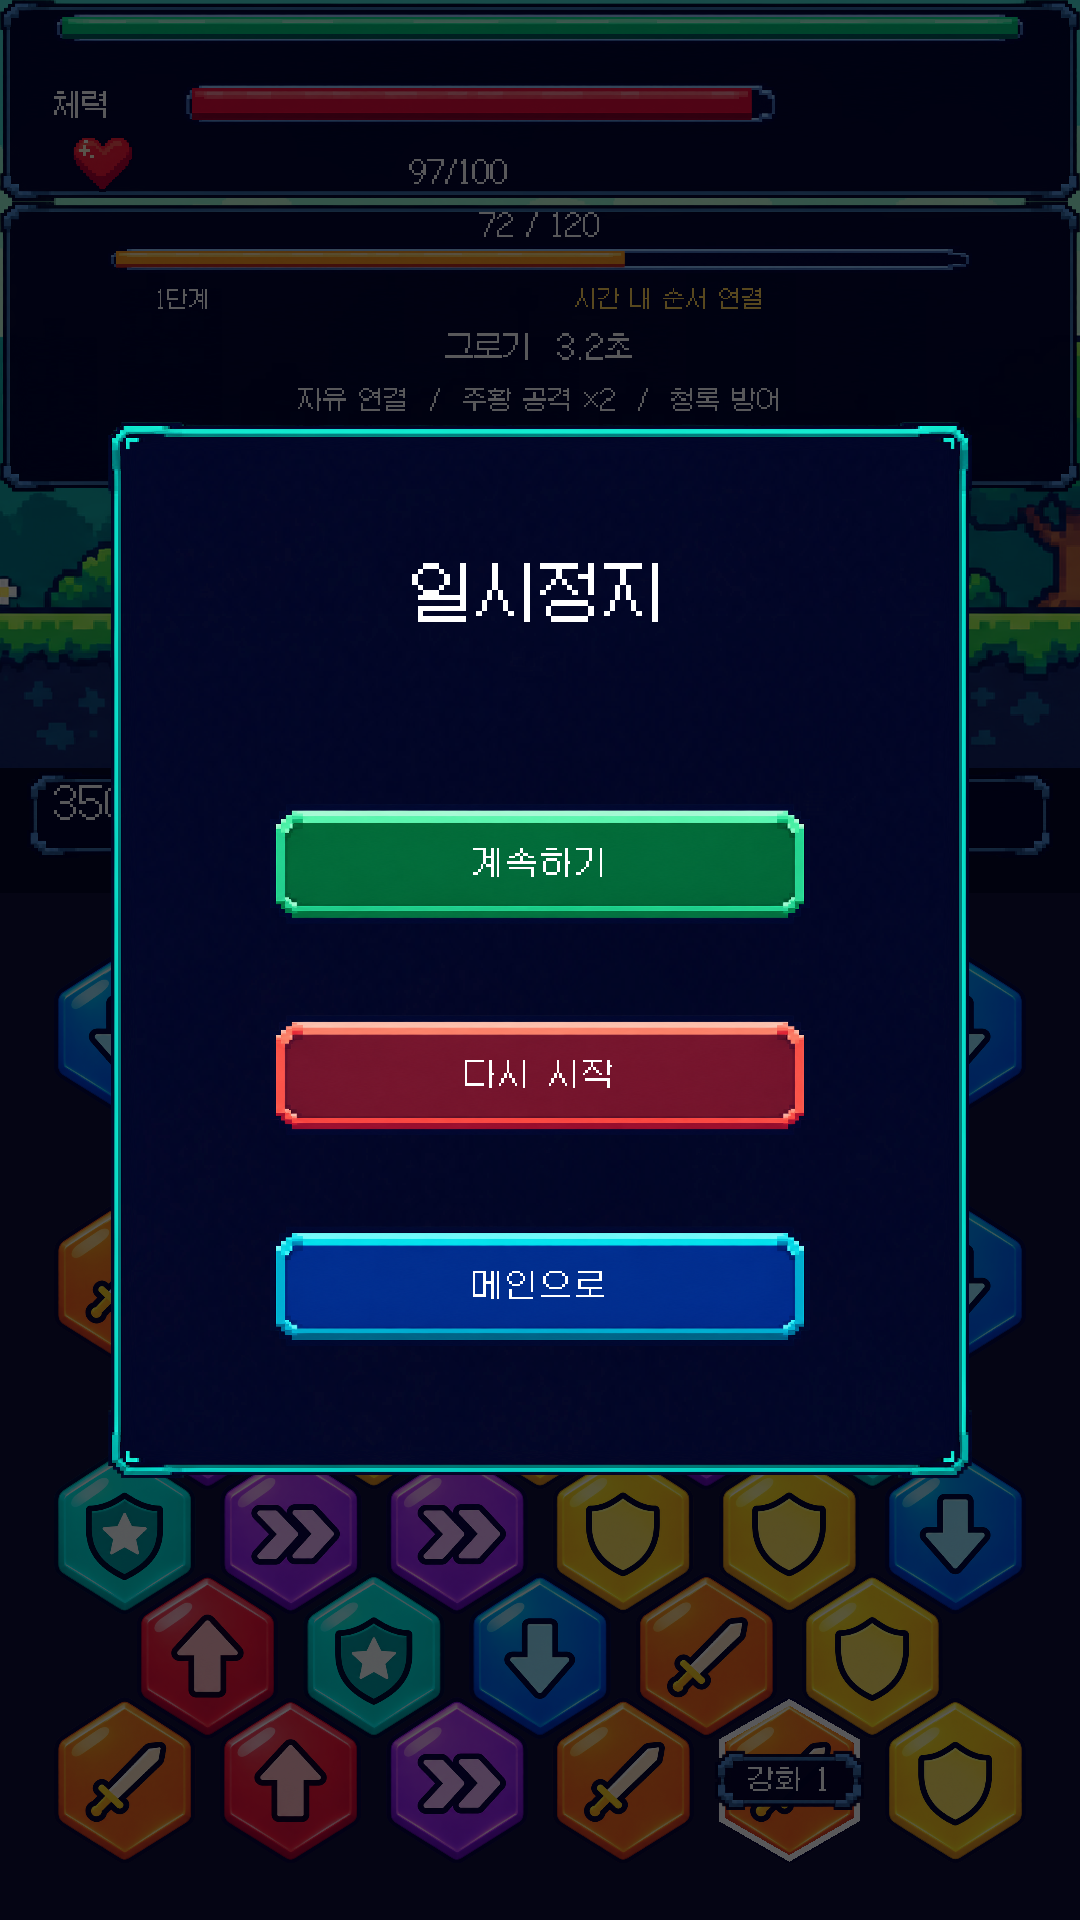 체력
97/100
72 / 120
1단계 시간 내 순서 연결
그로기 3.2초
자유 연결 / 주황 공격 ×2 / 청록 방어
일시정지
350
계속하기
다시 시작
메인으로
강화 1